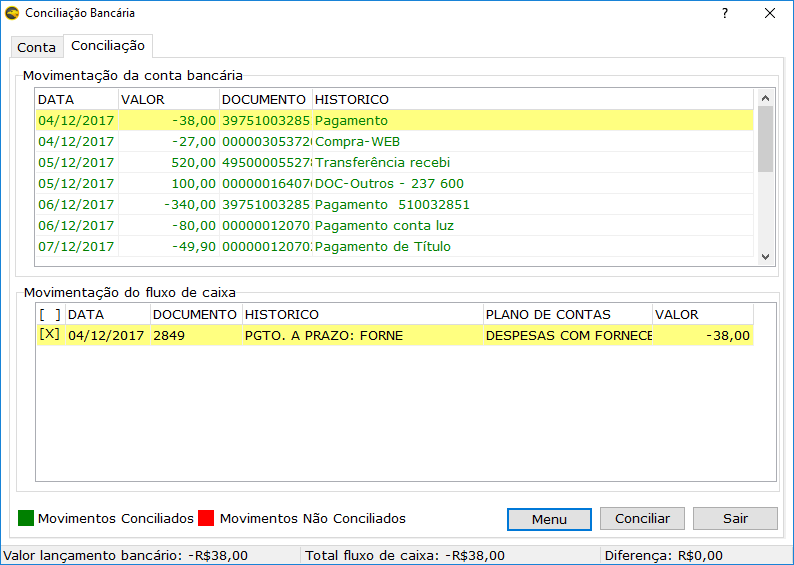 Conciliação Bancária
Conta Conciliação
Movimentação da conta bancária
DATA VALOR DOCUMENTO HISTORICO
04/12/2017 -38,00 39751003285 Pagamento
04/12/2017 -27,00 00000305372 Compra-WEB
05/12/2017 520,00 49500005527 Transferência recebi
05/12/2017 100,00 00000016407 DOC-Outros - 237 600
06/12/2017 -340,00 39751003285 Pagamento 510032851
06/12/2017 -80,00 00000012070 Pagamento conta luz
07/12/2017 -49,90 00000012070 Pagamento de Título
Movimentação do fluxo de caixa
[ ] DATA DOCUMENTO HISTORICO PLANO DE CONTAS VALOR
[X] 04/12/2017 2849 PGTO. A PRAZO: FORNE DESPESAS COM FORNECE -38,00
Movimentos Conciliados Movimentos Não Conciliados Menu Conciliar Sair
Valor lançamento bancário: -R$38,00 Total fluxo de caixa: -R$38,00 Diferença: R$0,00